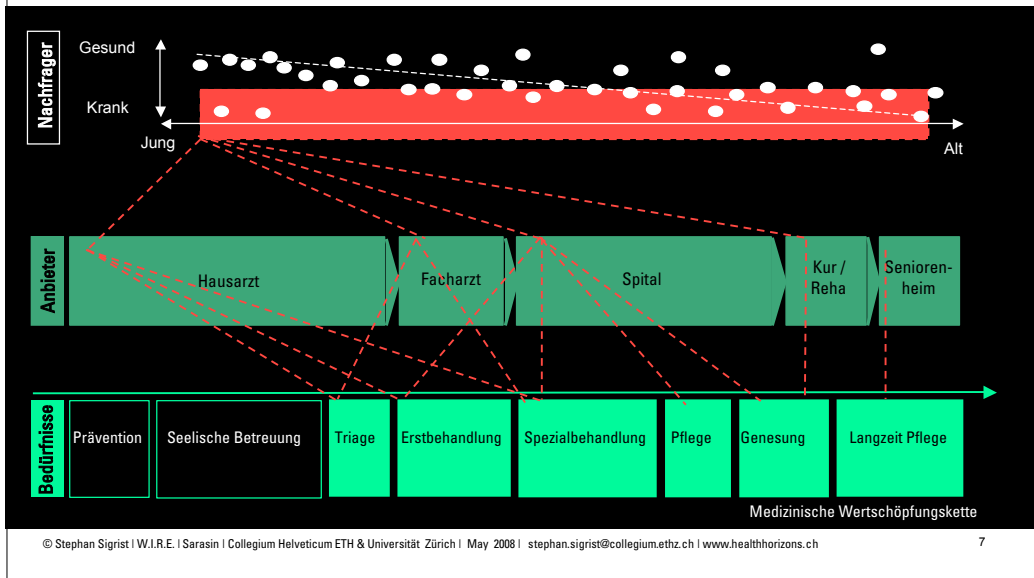 Nachfrager
Gesund
Krank
Jung
Alt
Anbieter
Hausarzt
Facharzt
Spital
Kur /
Reha
Senioren-
heim
Bedürfnisse
Prävention
Seelische Betreuung
Triage
Erstbehandlung
Spezialbehandlung
Pflege
Genesung
Langzeit Pflege
Medizinische Wertschöpfungskette
© Stephan Sigrist I W.I.R.E. I Sarasin I Collegium Helveticum ETH & Universität Zürich I May 2008 I stephan.sigrist@collegium.ethz.ch I www.healthhorizons.ch
7